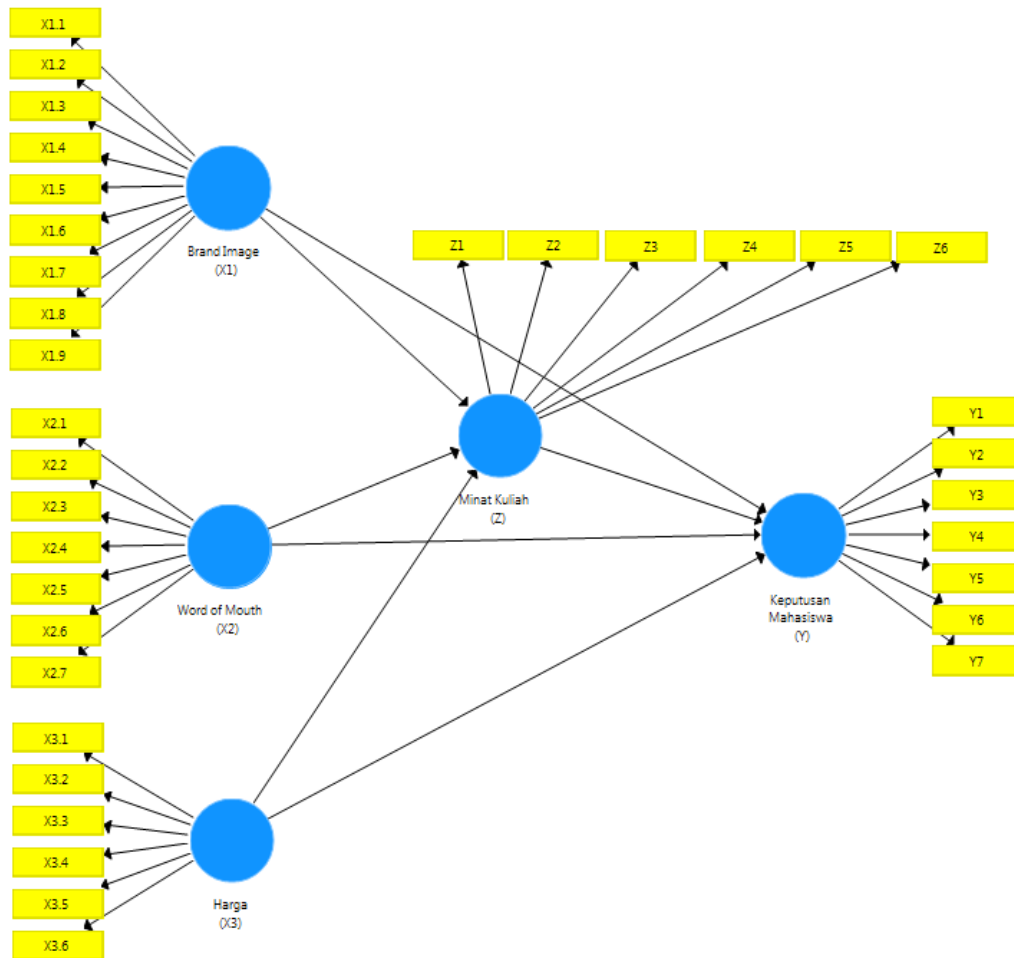 X1.1
X1.2
X1.3
X1.4
X1.5
X1.6
X1.7
X1.8
X1.9
Brand Image
(X1)
Z1
Z2
Z3
Z4
Z5
Z6
Minat Kuliah
(Z)
X2.1
X2.2
X2.3
X2.4
X2.5
X2.6
X2.7
Word of Mouth
(X2)
Y1
Y2
Y3
Y4
Y5
Y6
Y7
Keputusan
Mahasiswa
(Y)
X3.1
X3.2
X3.3
X3.4
X3.5
X3.6
Harga
(X3)